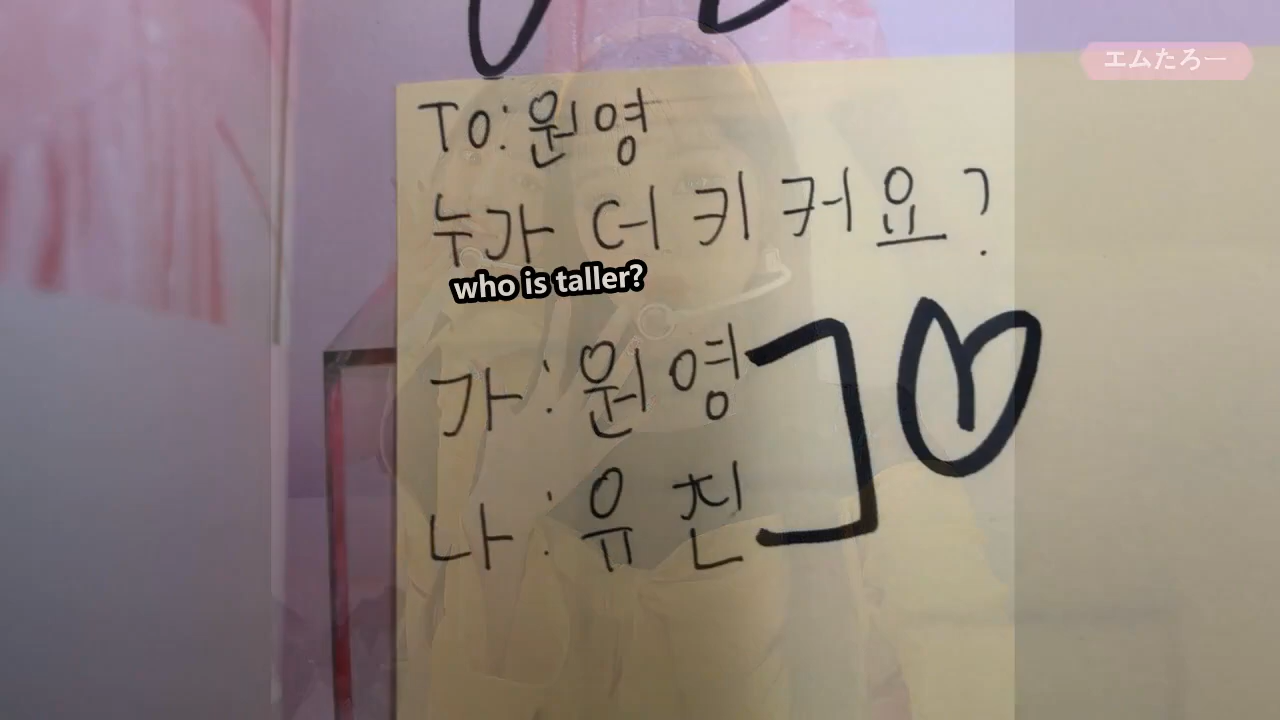 エムたろー
To: 원영
누가 더 키 커요?
who is taller?
가: 원영
나: 유진